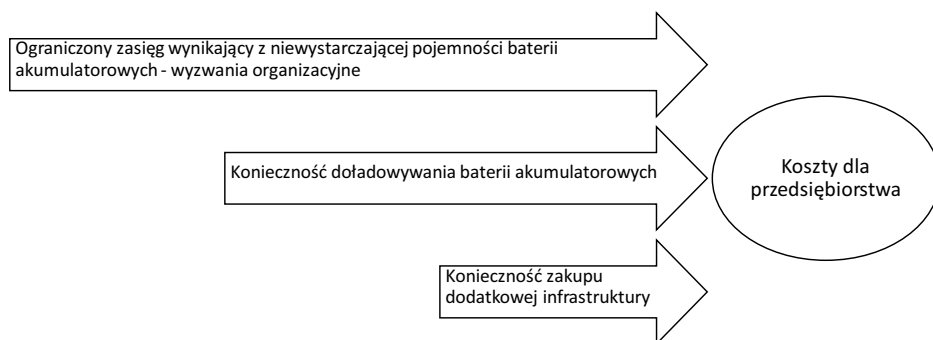 Ograniczony zasięg wynikający z niewystarczającej pojemności baterii
akumulatorowych - wyzwania organizacyjne
Konieczność doładowywania baterii akumulatorowych
Koszty dla
przedsiębiorstwa
Konieczność zakupu
dodatkowej infrastruktury